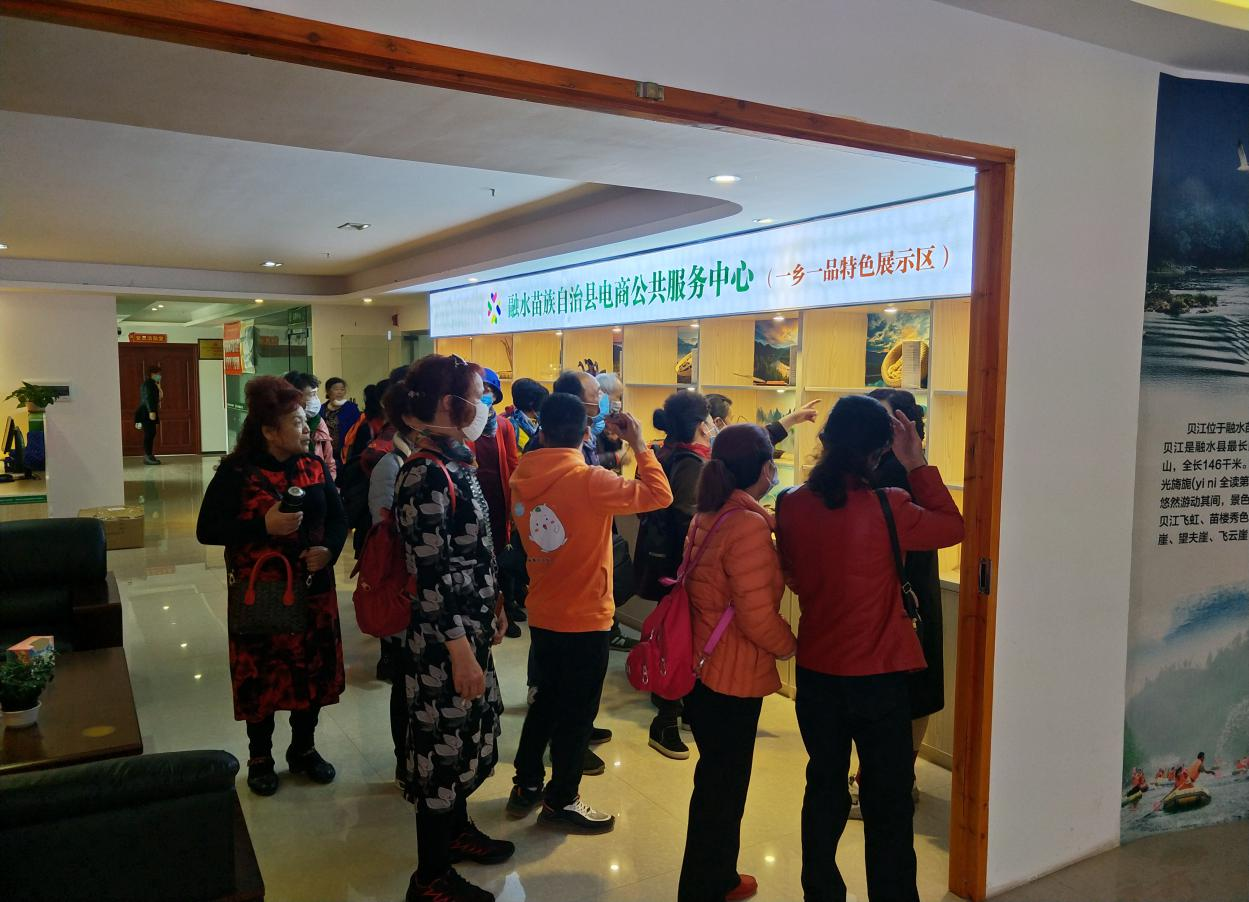 融水苗族自治县电商公共服务中心（一乡一品特色展示区）
贝江位于融水苗
贝江是融水县最长
山，全长146千米。
光旖旎(yi ni 全读第
悠然游动其间，景色
贝江飞虹、苗楼秀色
崖、望夫崖、飞云崖